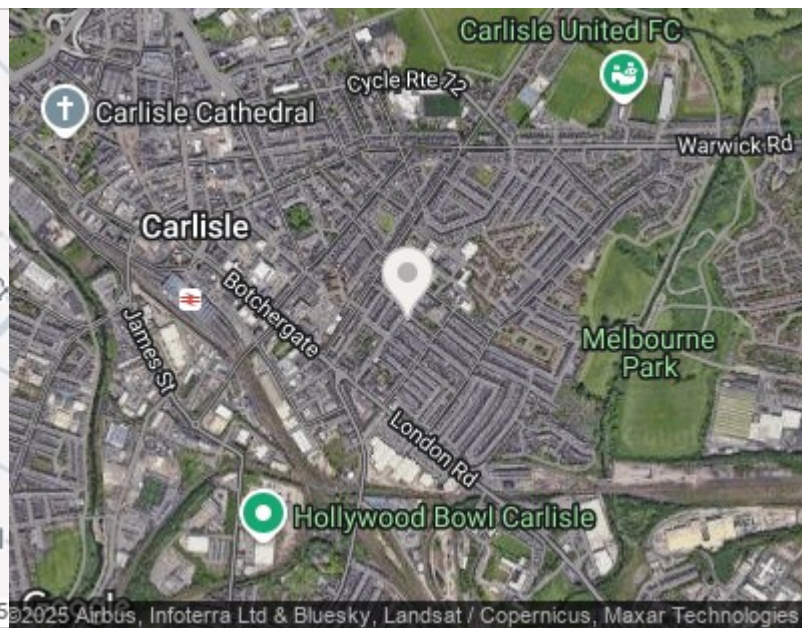 Carlisle United FC
Cycle Rte 72
Carlisle Cathedral
Warwick Rd
Carlisle
Botchergate
James St
Melbourne
Park
London Rd
Hollywood Bowl Carlisle
Google
©2025 Airbus, Infoterra Ltd & Bluesky, Landsat / Copernicus, Maxar Technologies